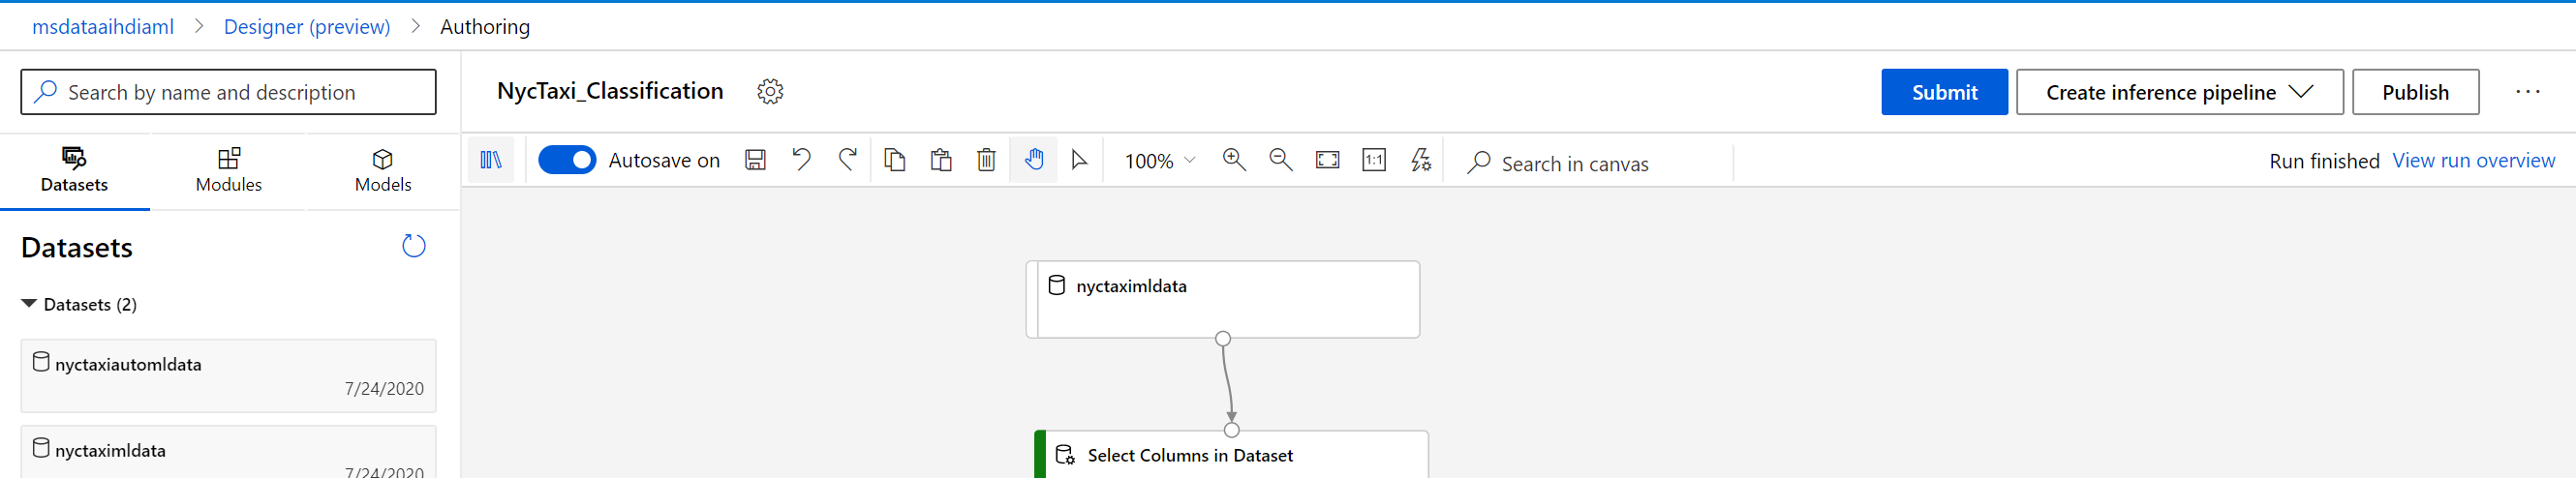 msdataaihdiaml > Designer (preview) > Authoring
Search by name and description
NycTaxi_Classification
Submit
Create inference pipeline
Publish
...
Datasets
Modules
Models
Autosave on
100%
1:1
Search in canvas
Run finished View run overview
Datasets
Datasets (2)
nyctaxiautomldata
7/24/2020
nyctaximldata
7/24/2020
nyctaximldata
Select Columns in Dataset